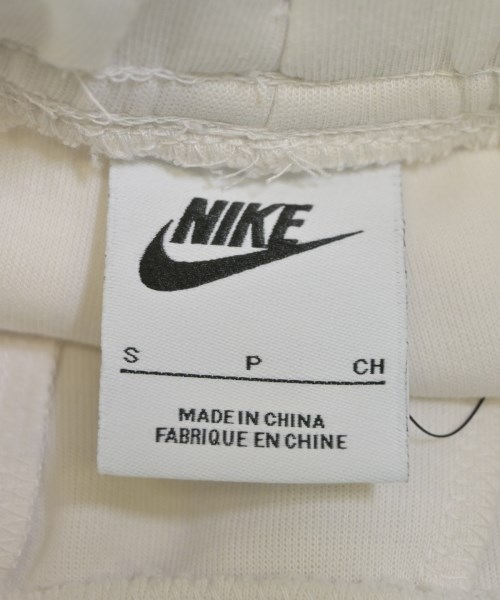 NIKE
S P CH
MADE IN CHINA
FABRIQUE EN CHINE